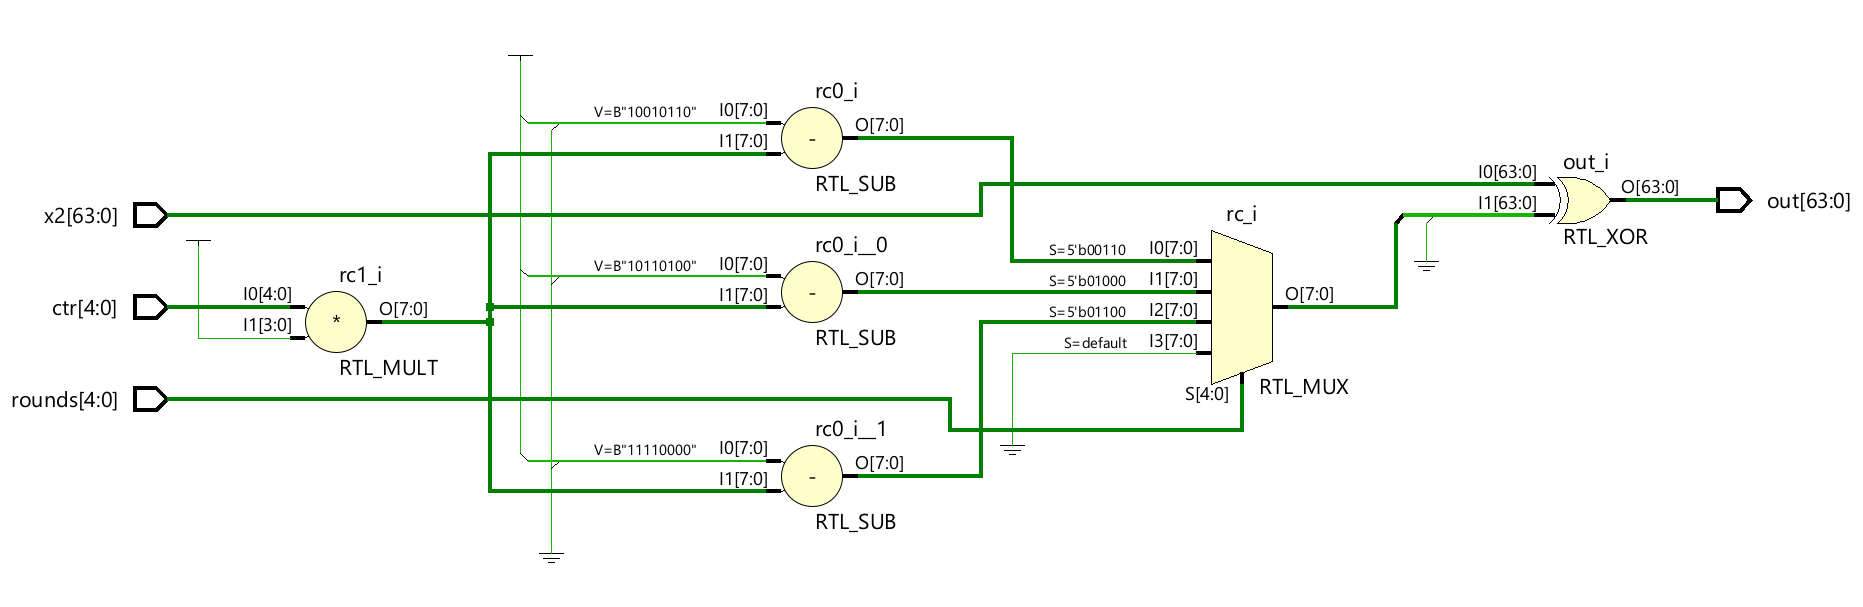 rc0_i
V=B"10010110"
I0[7:0]
I1[7:0]
-
O[7:0]
RTL_SUB
x2[63:0]
ctr[4:0]
rounds[4:0]
rc1_i
I0[4:0]
I1[3:0]
*
O[7:0]
RTL_MULT
rc0_i__0
V=B"10110100"
I0[7:0]
I1[7:0]
-
O[7:0]
RTL_SUB
rc0_i__1
V=B"11110000"
I0[7:0]
I1[7:0]
-
O[7:0]
RTL_SUB
rc_i
S=5'b00110 I0[7:0]
S=5'b01000 I1[7:0]
S=5'b01100 I2[7:0]
S=default I3[7:0]
S[4:0]
O[7:0]
RTL_MUX
out_i
I0[63:0]
I1[63:0]
O[63:0]
RTL_XOR
out[63:0]